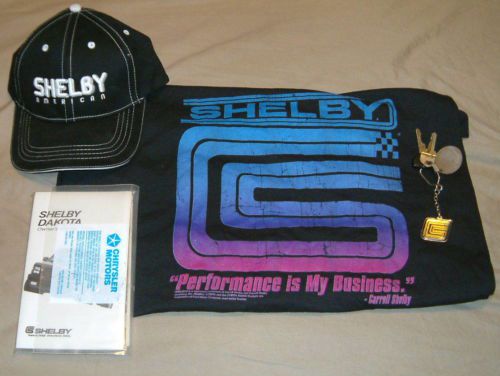 SHELBY
AMERICAN
SHELBY
"Performance is My Business."
- Carroll Shelby
SHELBY
DAKOTA
CHRYSLER
MOTORS
SHELBY